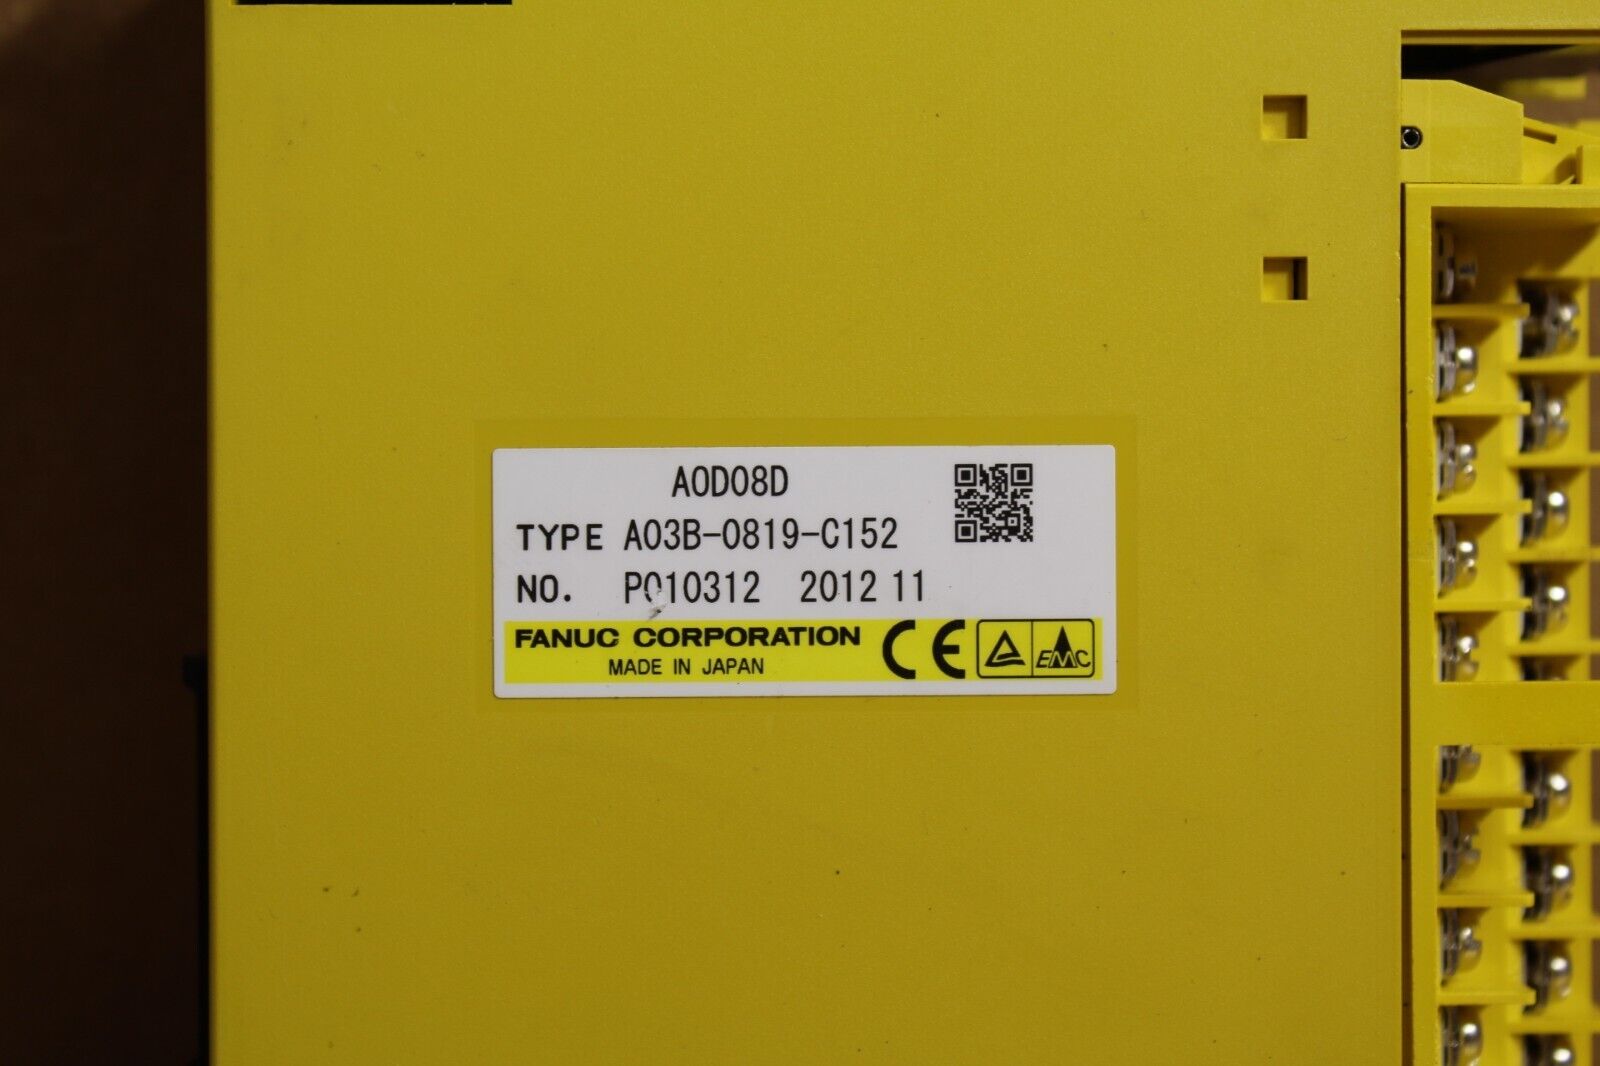 AOD08D
TYPE A03B-0819-C152
NO. P010312 2012 11
FANUC CORPORATION
MADE IN JAPAN
CE
EMC